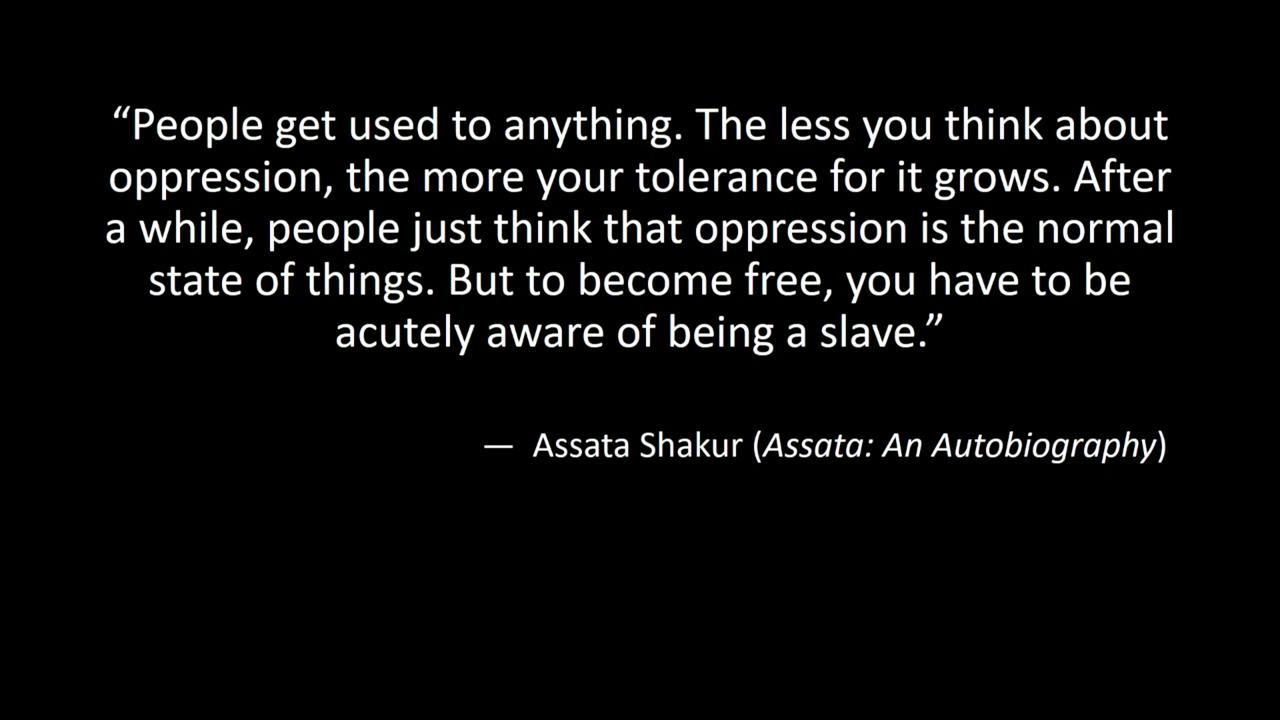 “People get used to anything. The less you think about
oppression, the more your tolerance for it grows. After
a while, people just think that oppression is the normal
state of things. But to become free, you have to be
acutely aware of being a slave.”
— Assata Shakur (Assata: An Autobiography)